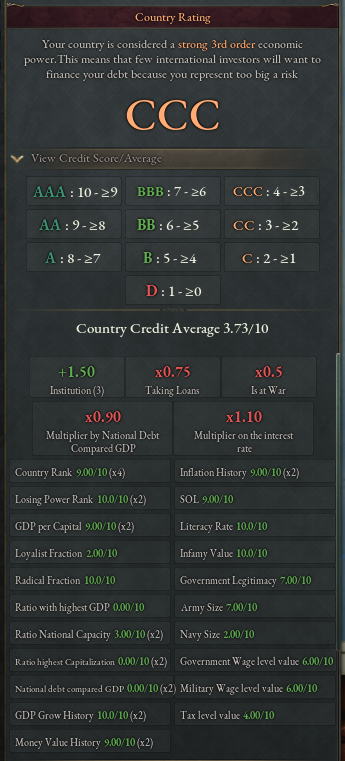 Country Rating
Your country is considered a strong 3rd order economic
power. This means that few international investors will want to
finance your debt because you represent too big a risk
CCC
View Credit Score/Average
AAA : 10 - ≥9
BBB : 7 - ≥6
CCC : 4 - ≥3
AA : 9 - ≥8
BB : 6 - ≥5
CC : 3 - ≥2
A : 8 - ≥7
B : 5 - ≥4
C : 2 - ≥1
D : 1 - ≥0
Country Credit Average 3.73/10
+1.50
Institution (3)
x0.75
Taking Loans
x0.5
Is at War
x0.90
Multiplier by National Debt
Compared GDP
x1.10
Multiplier on the interest
rate
Country Rank 9.00/10 (x4)
Inflation History 9.00/10 (x2)
Losing Power Rank 10.0/10 (x2)
SOL 9.00/10
GDP per Capital 9.00/10 (x2)
Literacy Rate 10.0/10
Loyalist Fraction 2.00/10
Infamy Value 10.0/10
Radical Fraction 10.0/10
Government Legitimacy 7.00/10
Ratio with highest GDP 0.00/10
Army Size 7.00/10
Ratio National Capacity 3.00/10 (x2)
Navy Size 2.00/10
Ratio highest Capitalization 0.00/10 (x2)
Government Wage level value 6.00/10
National debt compared GDP 0.00/10 (x2)
Military Wage level value 6.00/10
GDP Grow History 10.0/10 (x2)
Tax level value 4.00/10
Money Value History 9.00/10 (x2)